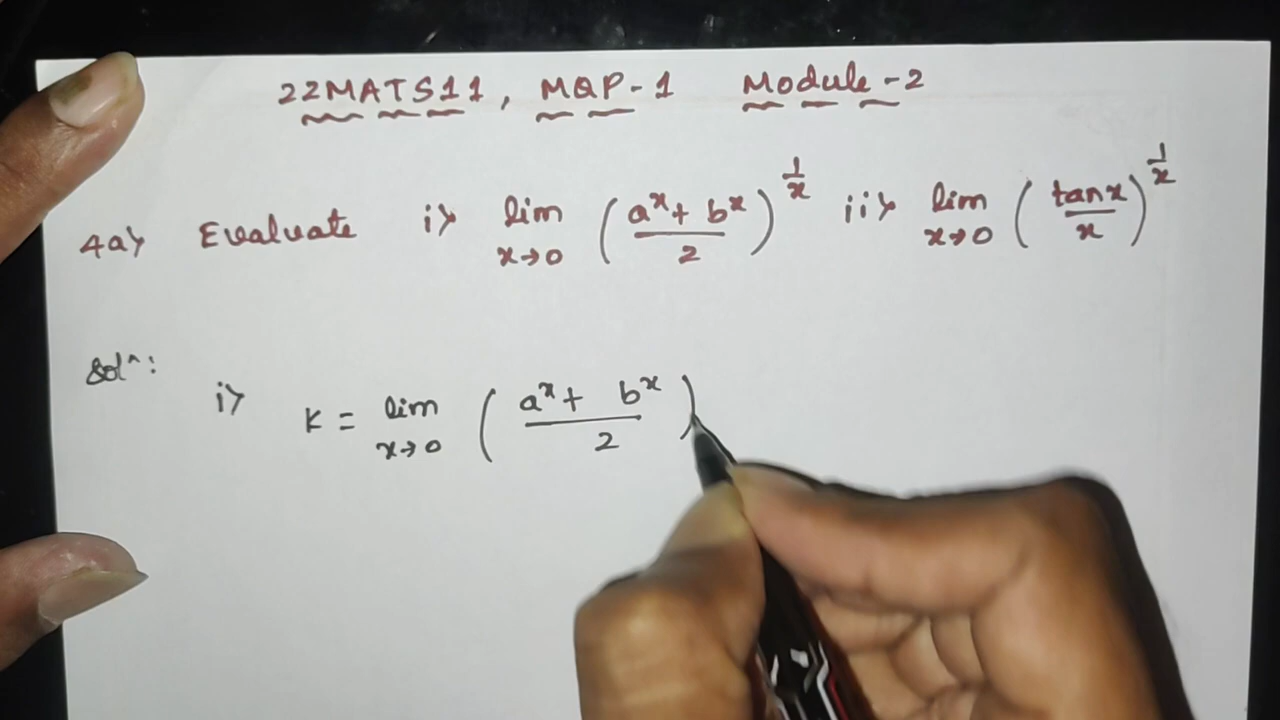 22MATS11, MQP-1 Module-2
4a> Evaluate i> lim x→0 (a^x + b^x / 2)^(1/x) ii> lim x→0 (tanx / x)^(1/x)
Sol^n:
i> K = lim x→0 (a^x + b^x / 2)